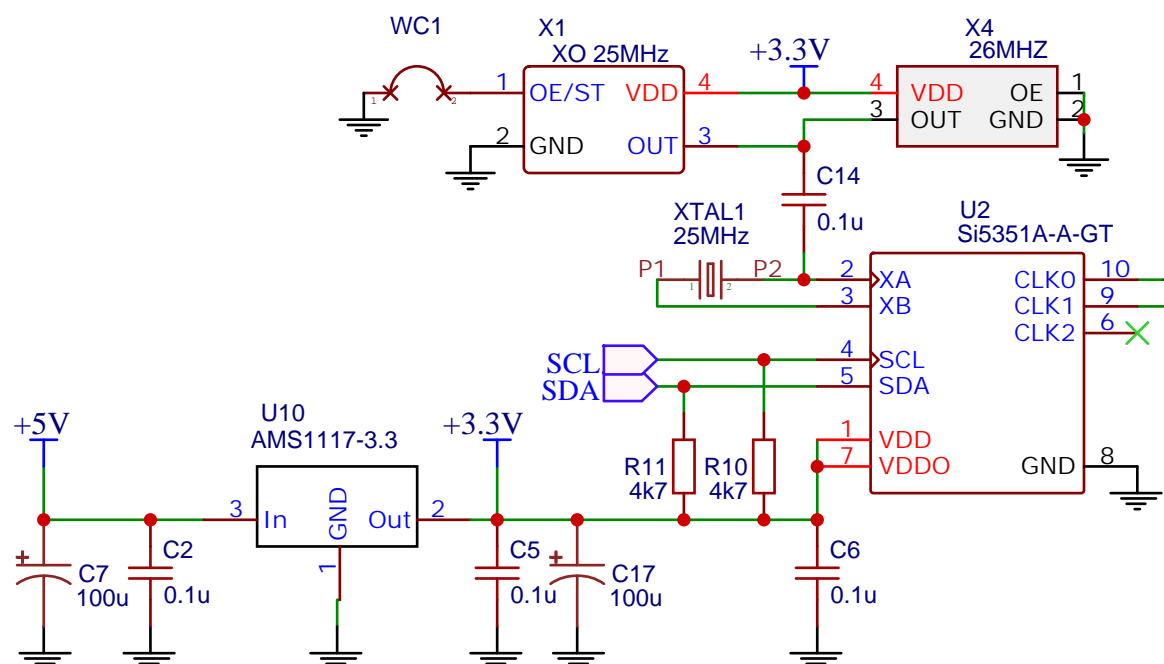 WC1
X1
XO 25MHz
+3.3V
X4
26MHZ
1 2
1 OE/ST VDD 4
2 GND OUT 3
4 VDD OE 1
3 OUT GND 2
C14
0.1u
XTAL1
25MHz
P1 1 2 P2
U2
Si5351A-A-GT
2 XA CLK0 10
3 XB CLK1 9
CLK2 6
SCL 4 SCL
SDA 5 SDA
1 VDD
7 VDDO GND 8
R11
4k7
R10
4k7
+5V
U10
AMS1117-3.3
+3.3V
3 In GND Out 2
1
C7
100u
C2
0.1u
C5
0.1u
C17
100u
C6
0.1u